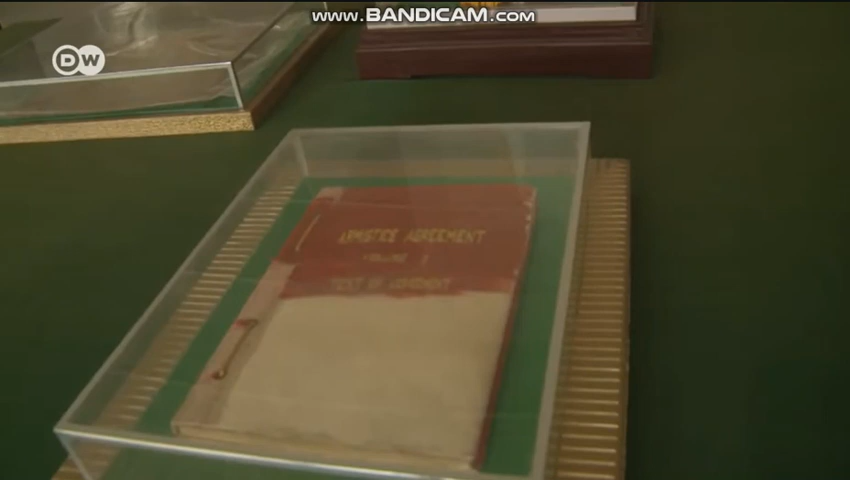 www.BANDICAM.com
DW
ARMISTICE AGREEMENT
VOLUME I
TEXT OF AGREEMENT